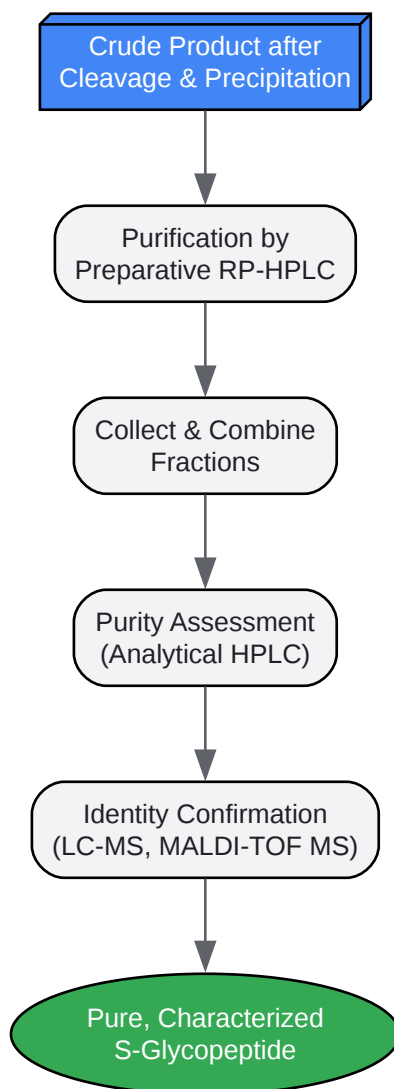 Crude Product after
Cleavage & Precipitation
Purification by
Preparative RP-HPLC
Collect & Combine
Fractions
Purity Assessment
(Analytical HPLC)
Identity Confirmation
(LC-MS, MALDI-TOF MS)
Pure, Characterized
S-Glycopeptide